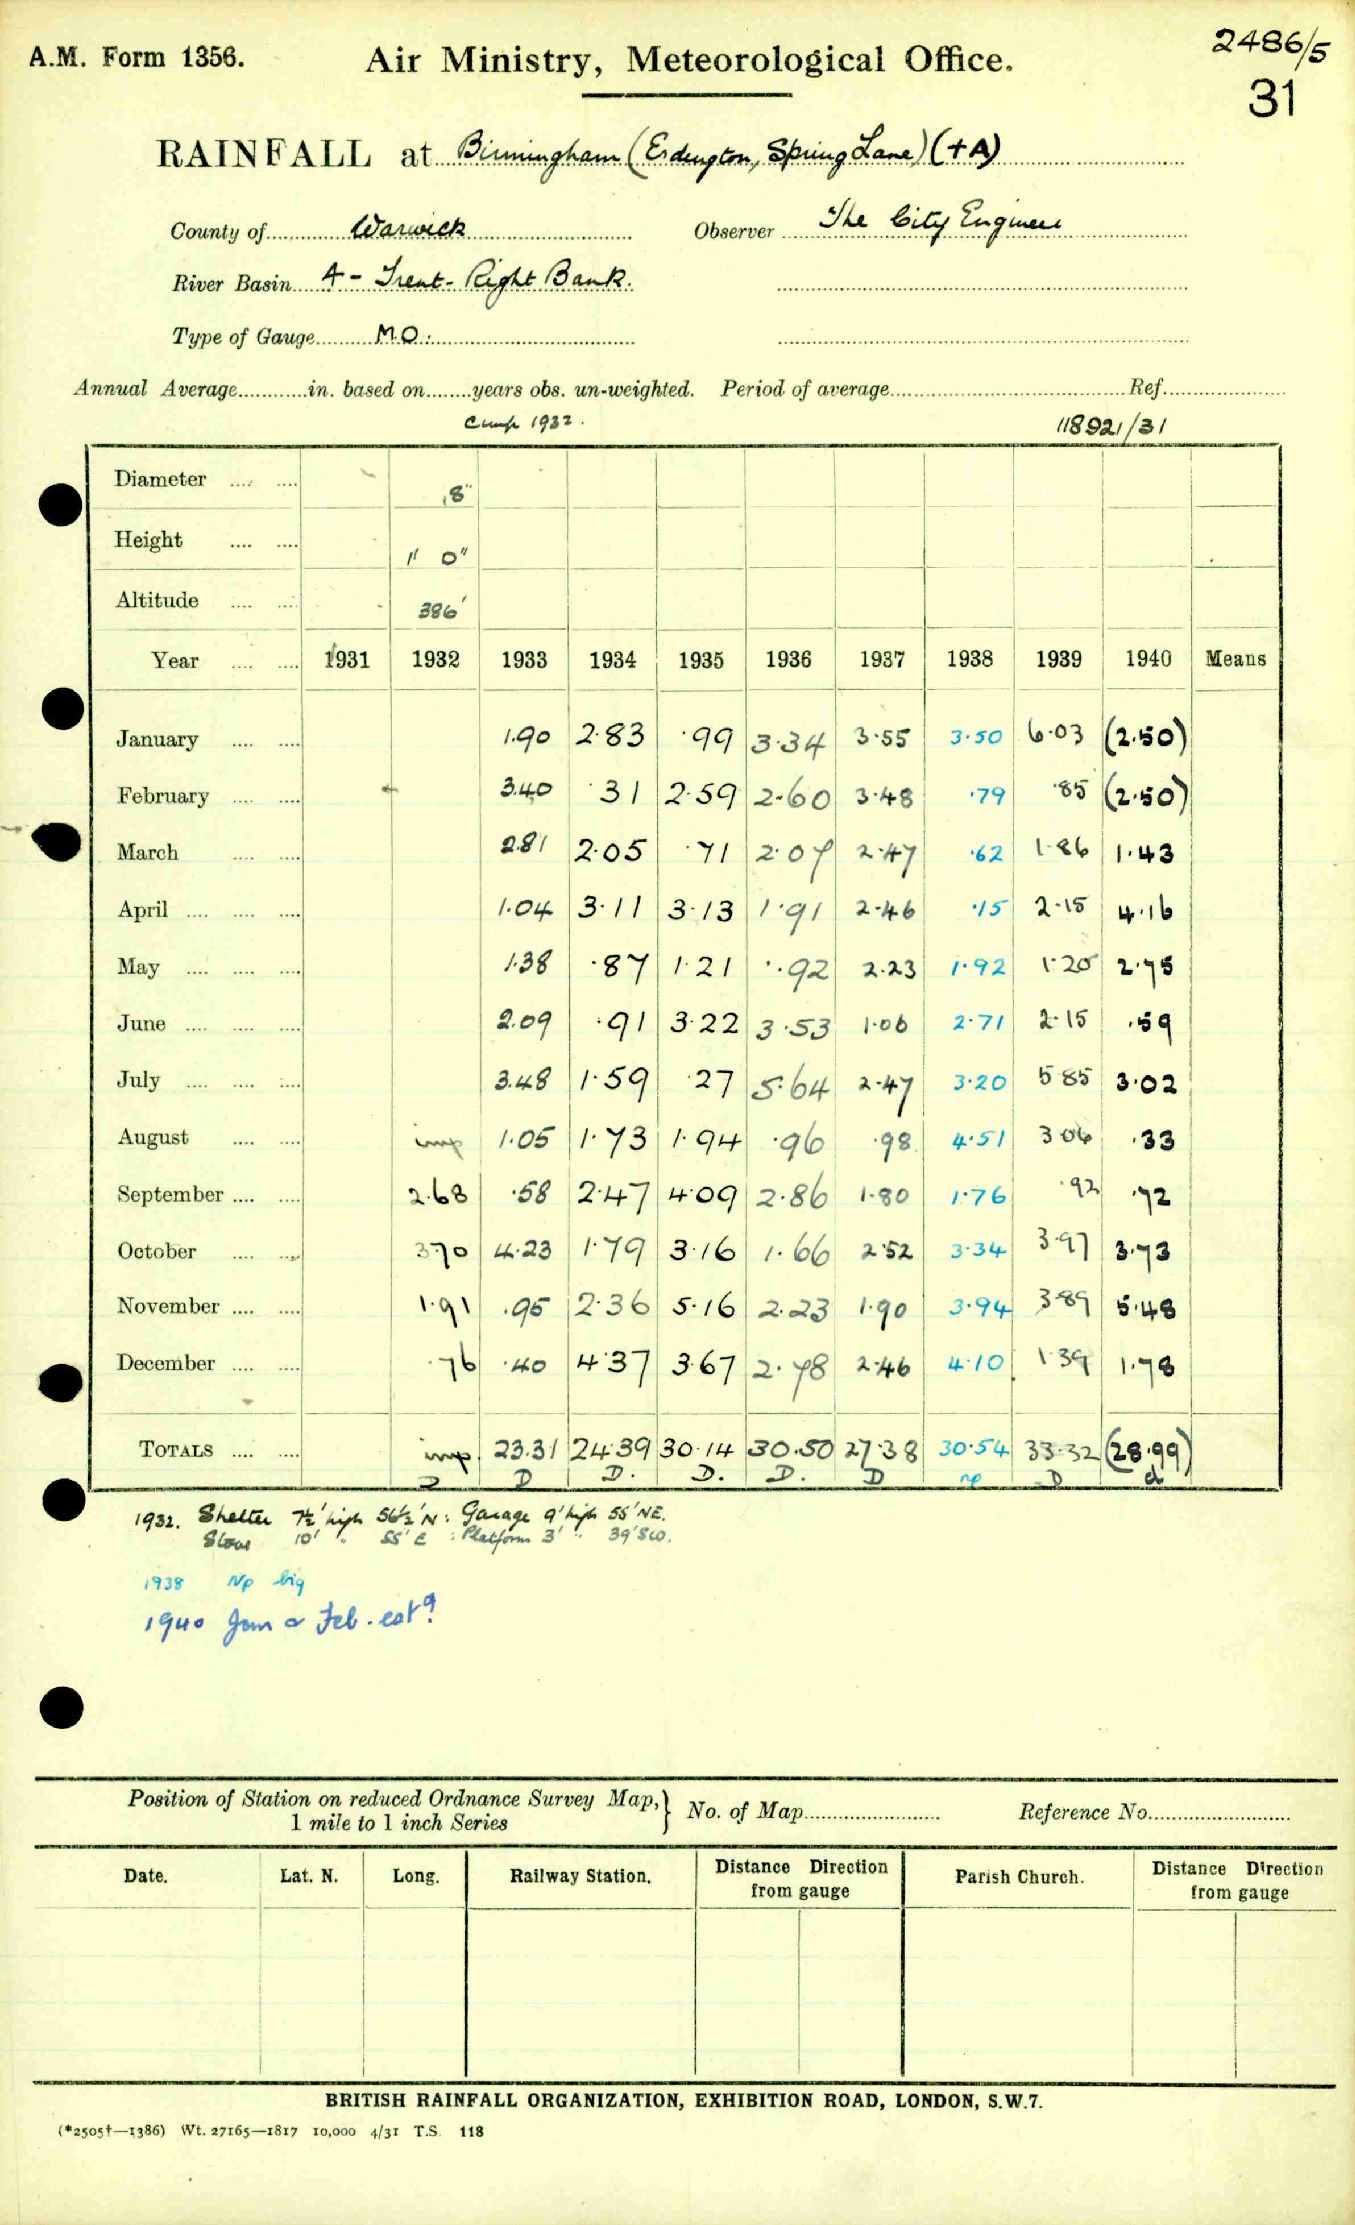 A.M. Form 1356. Air Ministry, Meteorological Office. 2486/5
31
RAINFALL at Birmingham (Erdington, Spring Lane) (+A)
County of Warwick Observer The City Engineer
River Basin 4 - Trent - Right Bank.
Type of Gauge M.O.
Annual Average in. based on years obs. un-weighted. Period of average Ref.
1932. 11892/31
Diameter 8"
Height 1' 0"
Altitude 386'
Year 1931 1932 1933 1934 1935 1936 1937 1938 1939 1940 Means
January 1.90 2.83 .99 3.34 3.55 3.50 6.03 (2.50)
February 3.40 .31 2.59 2.60 3.48 .79 .85 (2.50)
March 2.81 2.05 .71 2.07 2.47 .62 1.86 1.43
April 1.04 3.11 3.13 1.91 2.46 .15 2.15 4.16
May 1.38 .87 1.21 .92 2.23 1.92 1.20 2.75
June 2.09 .91 3.22 3.53 1.06 2.71 2.15 .59
July 3.48 1.59 .27 5.64 2.47 3.20 5.85 3.02
August imp 1.05 1.73 1.94 .96 .98 4.51 3.06 .33
September 2.68 .58 2.47 4.09 2.86 1.80 1.76 .92 .72
October 3.70 4.23 1.79 3.16 1.66 2.52 3.34 3.97 3.73
November 1.91 .95 2.36 5.16 2.23 1.90 3.94 3.89 5.48
December .76 .40 4.37 3.67 2.78 2.46 4.10 1.39 1.78
TOTALS imp. 23.31 24.39 30.14 30.50 27.38 30.54 33.32 (28.99)
D D D. D. D. D np D d
1932. Shelter 7½' high 56½' N: Garage 9' high 55' NE.
10' " 55' E : Platform 3' " 39' SW.
1938 Np big
1940 Jan & Feb. estd.
Position of Station on reduced Ordnance Survey Map, } No. of Map Reference No.
1 mile to 1 inch Series
Date. Lat. N. Long. Railway Station. Distance Direction from gauge Parish Church. Distance Direction from gauge
BRITISH RAINFALL ORGANIZATION, EXHIBITION ROAD, LONDON, S.W.7.
(*2505†—1386) Wt. 27165—1817 10,000 4/31 T.S. 118